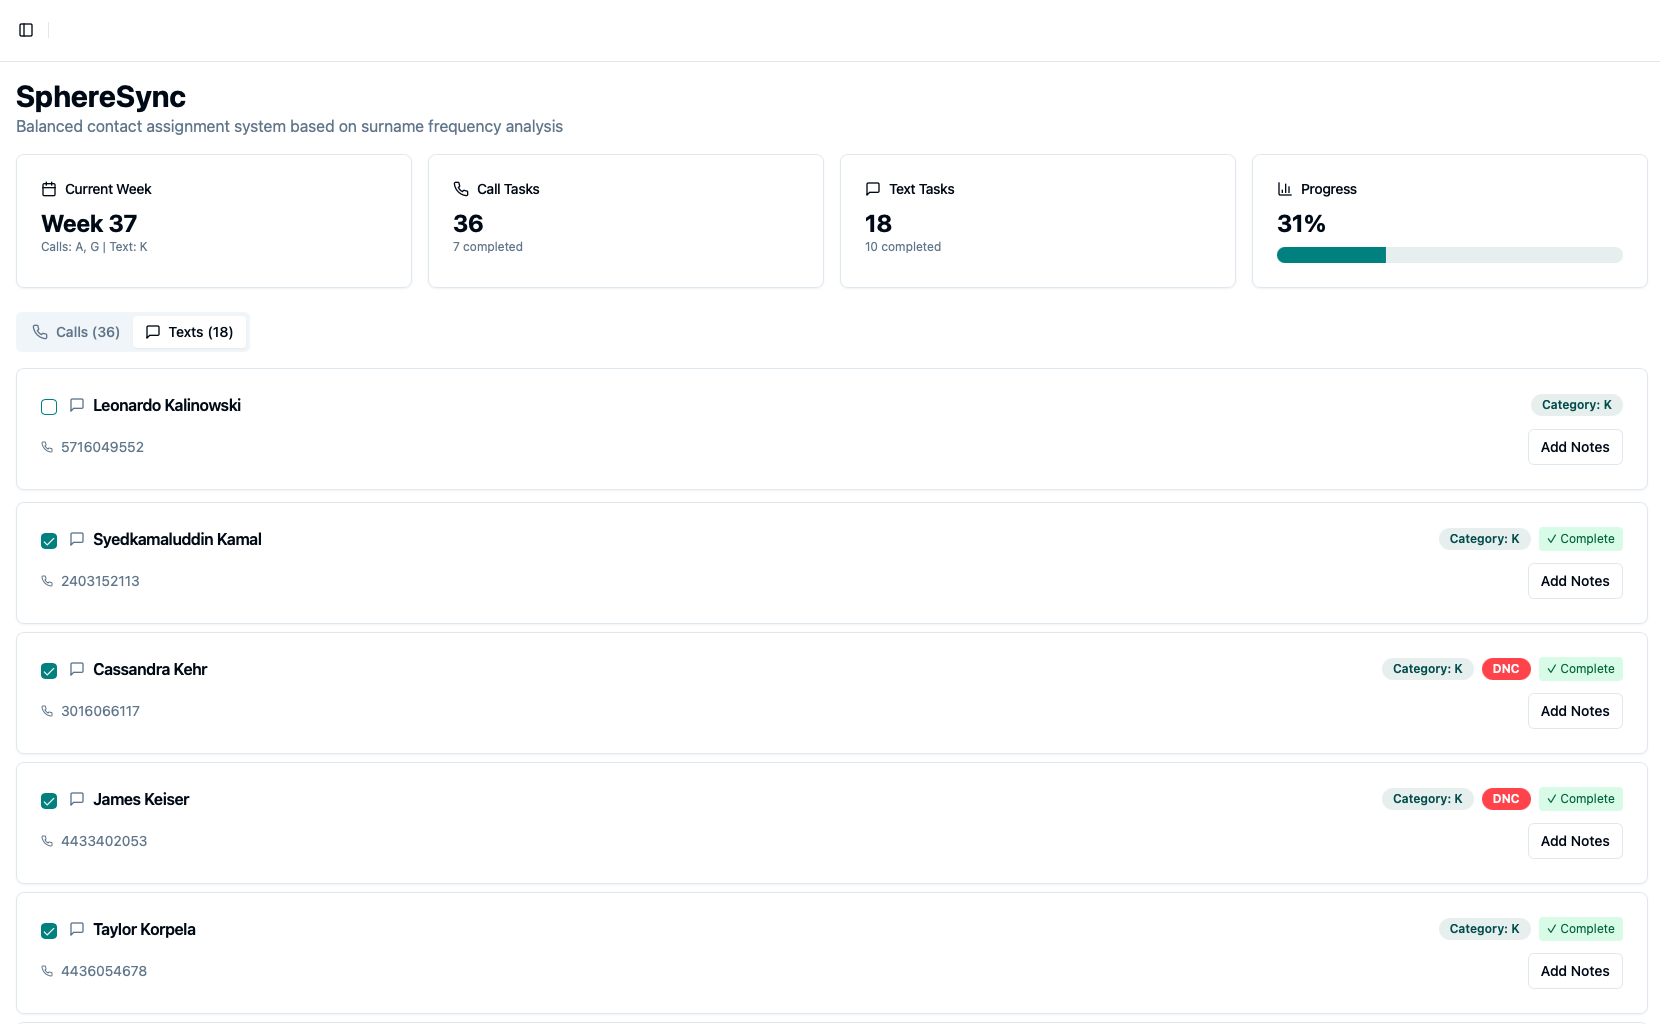 SphereSync
Balanced contact assignment system based on surname frequency analysis
Current Week
Week 37
Calls: A, G | Text: K
Call Tasks
36
7 completed
Text Tasks
18
10 completed
Progress
31%
Calls (36)
Texts (18)
Leonardo Kalinowski
Category: K
5716049552
Add Notes
Syedkamaluddin Kamal
Category: K
✓ Complete
2403152113
Add Notes
Cassandra Kehr
Category: K
DNC
✓ Complete
3016066117
Add Notes
James Keiser
Category: K
DNC
✓ Complete
4433402053
Add Notes
Taylor Korpela
Category: K
✓ Complete
4436054678
Add Notes